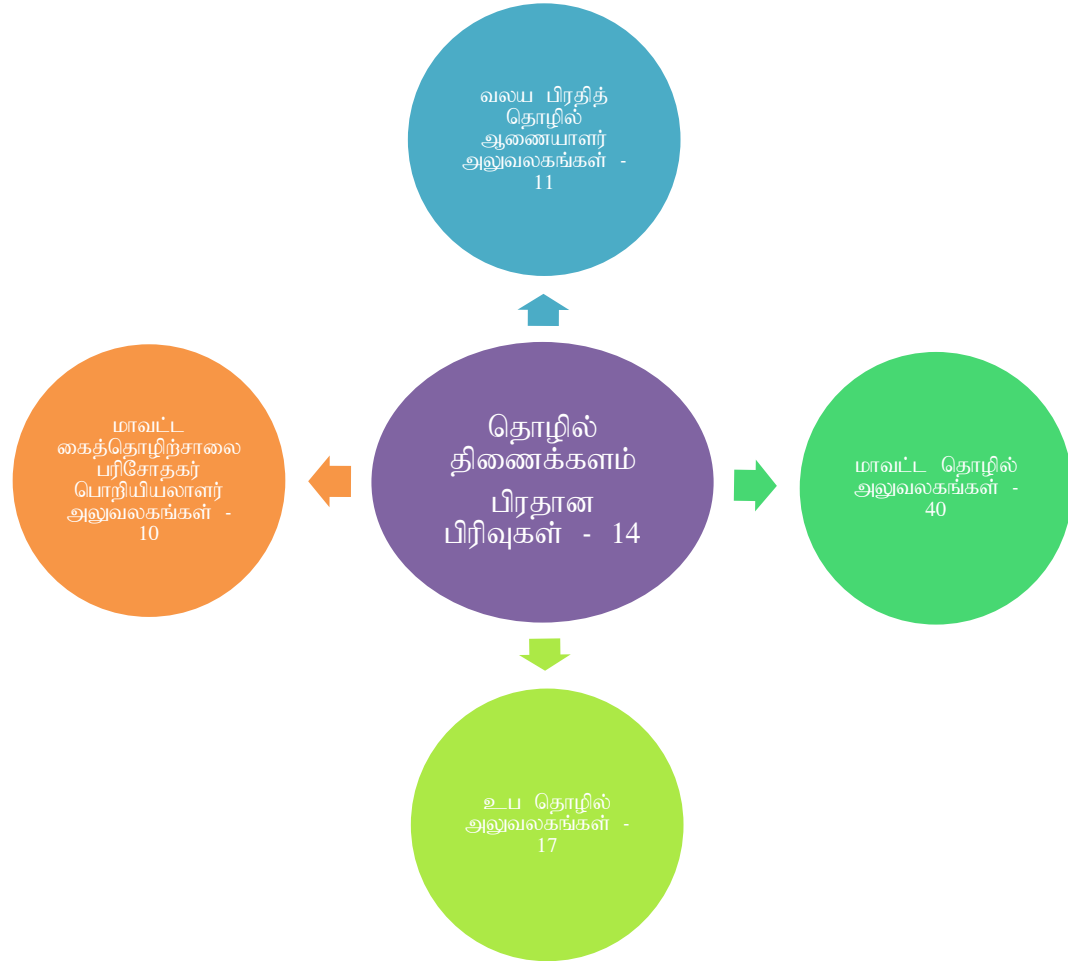 வலய பிரதித்
தொழில்
ஆணையாளர்
அலுவலகங்கள் -
11
மாவட்ட
கைத்தொழிற்சாலை
பரிசோதகர்
பொறியியலாளர்
அலுவலகங்கள் -
10
தொழில்
திணைக்களம்
பிரதான
பிரிவுகள் - 14
மாவட்ட தொழில்
அலுவலகங்கள் -
40
உப தொழில்
அலுவலகங்கள் -
17